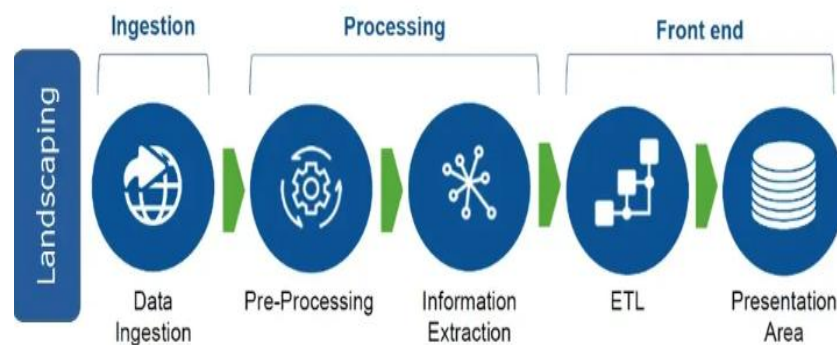 Landscaping
Ingestion
Processing
Front end
Data
Ingestion
Pre-Processing
Information
Extraction
ETL
Presentation
Area